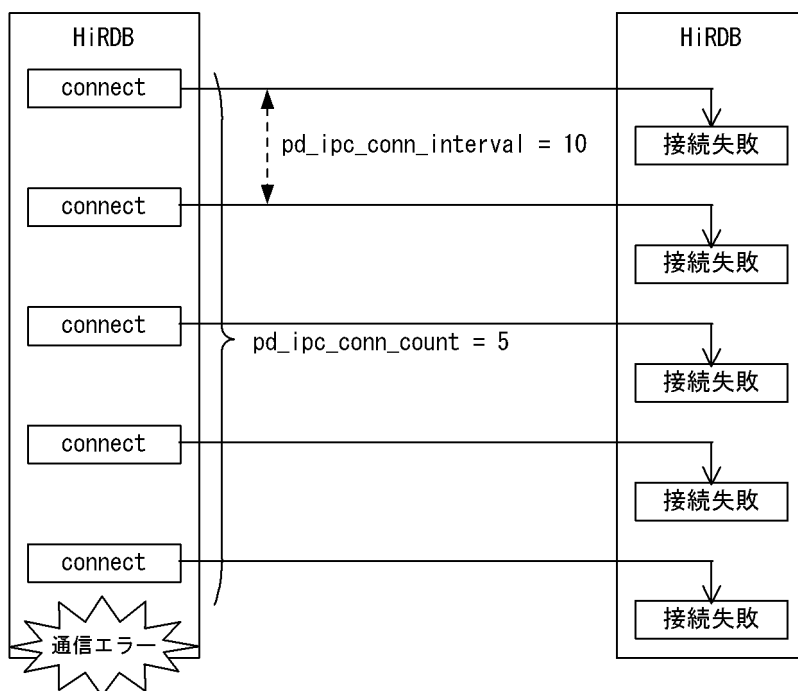 HiRDB
HiRDB
connect
接続失敗
pd_ipc_conn_interval = 10
connect
接続失敗
connect
pd_ipc_conn_count = 5
接続失敗
connect
接続失敗
connect
接続失敗
通信エラー